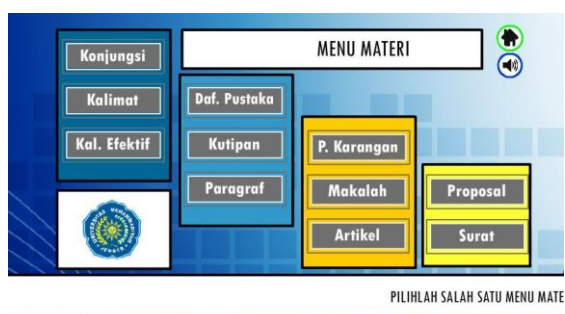 MENU MATERI
Konjungsi
Kalimat
Kal. Efektif
Daf. Pustaka
Kutipan
Paragraf
P. Karangan
Makalah
Artikel
Proposal
Surat
PILIHLAH SALAH SATU MENU MATE